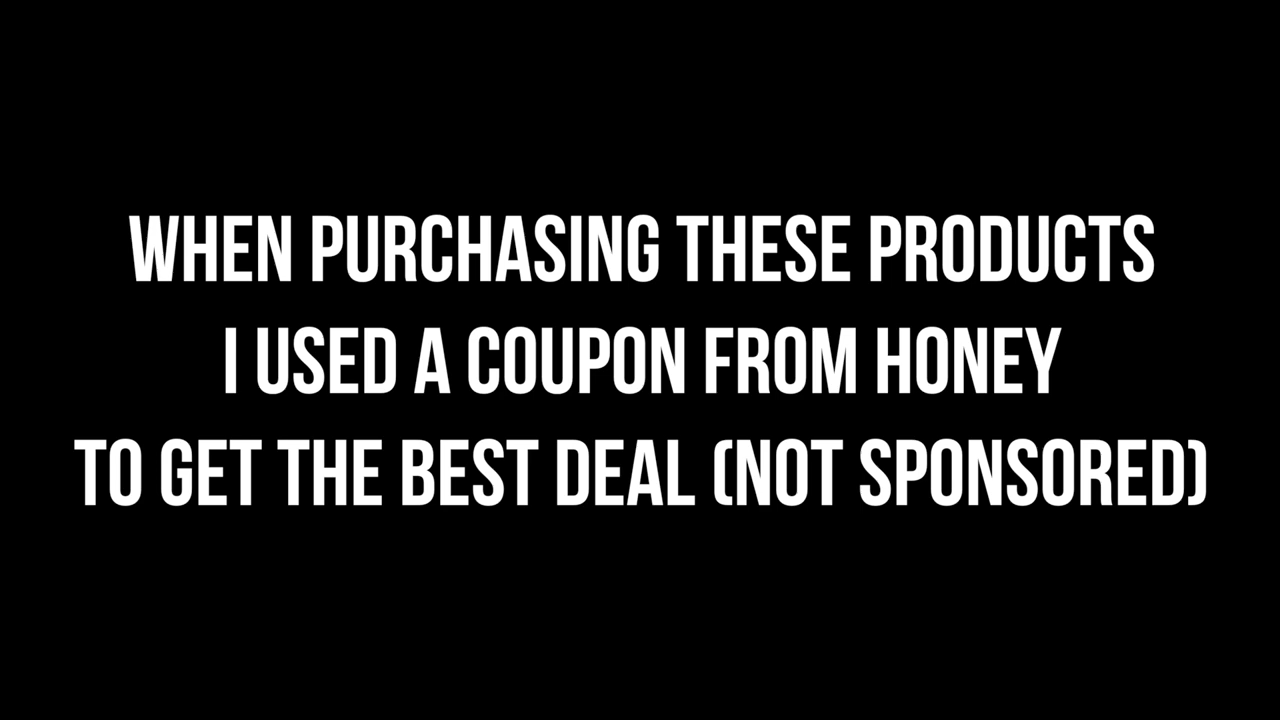 WHEN PURCHASING THESE PRODUCTS
I USED A COUPON FROM HONEY
TO GET THE BEST DEAL (NOT SPONSORED)